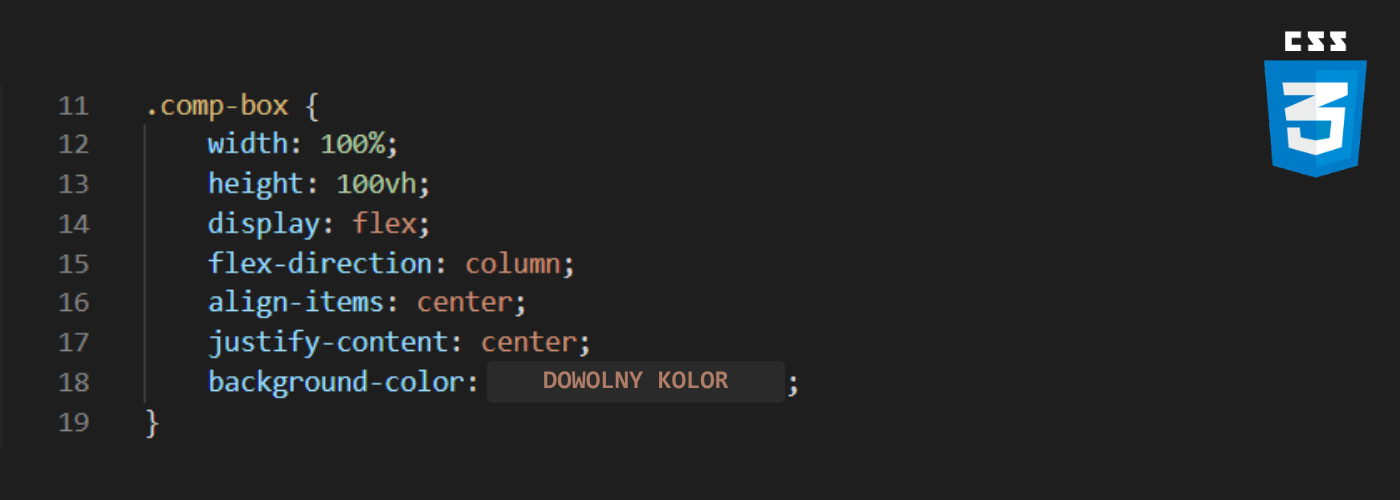 CSS
3
11 .comp-box {
12 width: 100%;
13 height: 100vh;
14 display: flex;
15 flex-direction: column;
16 align-items: center;
17 justify-content: center;
18 background-color: DOWOLNY KOLOR ;
19 }